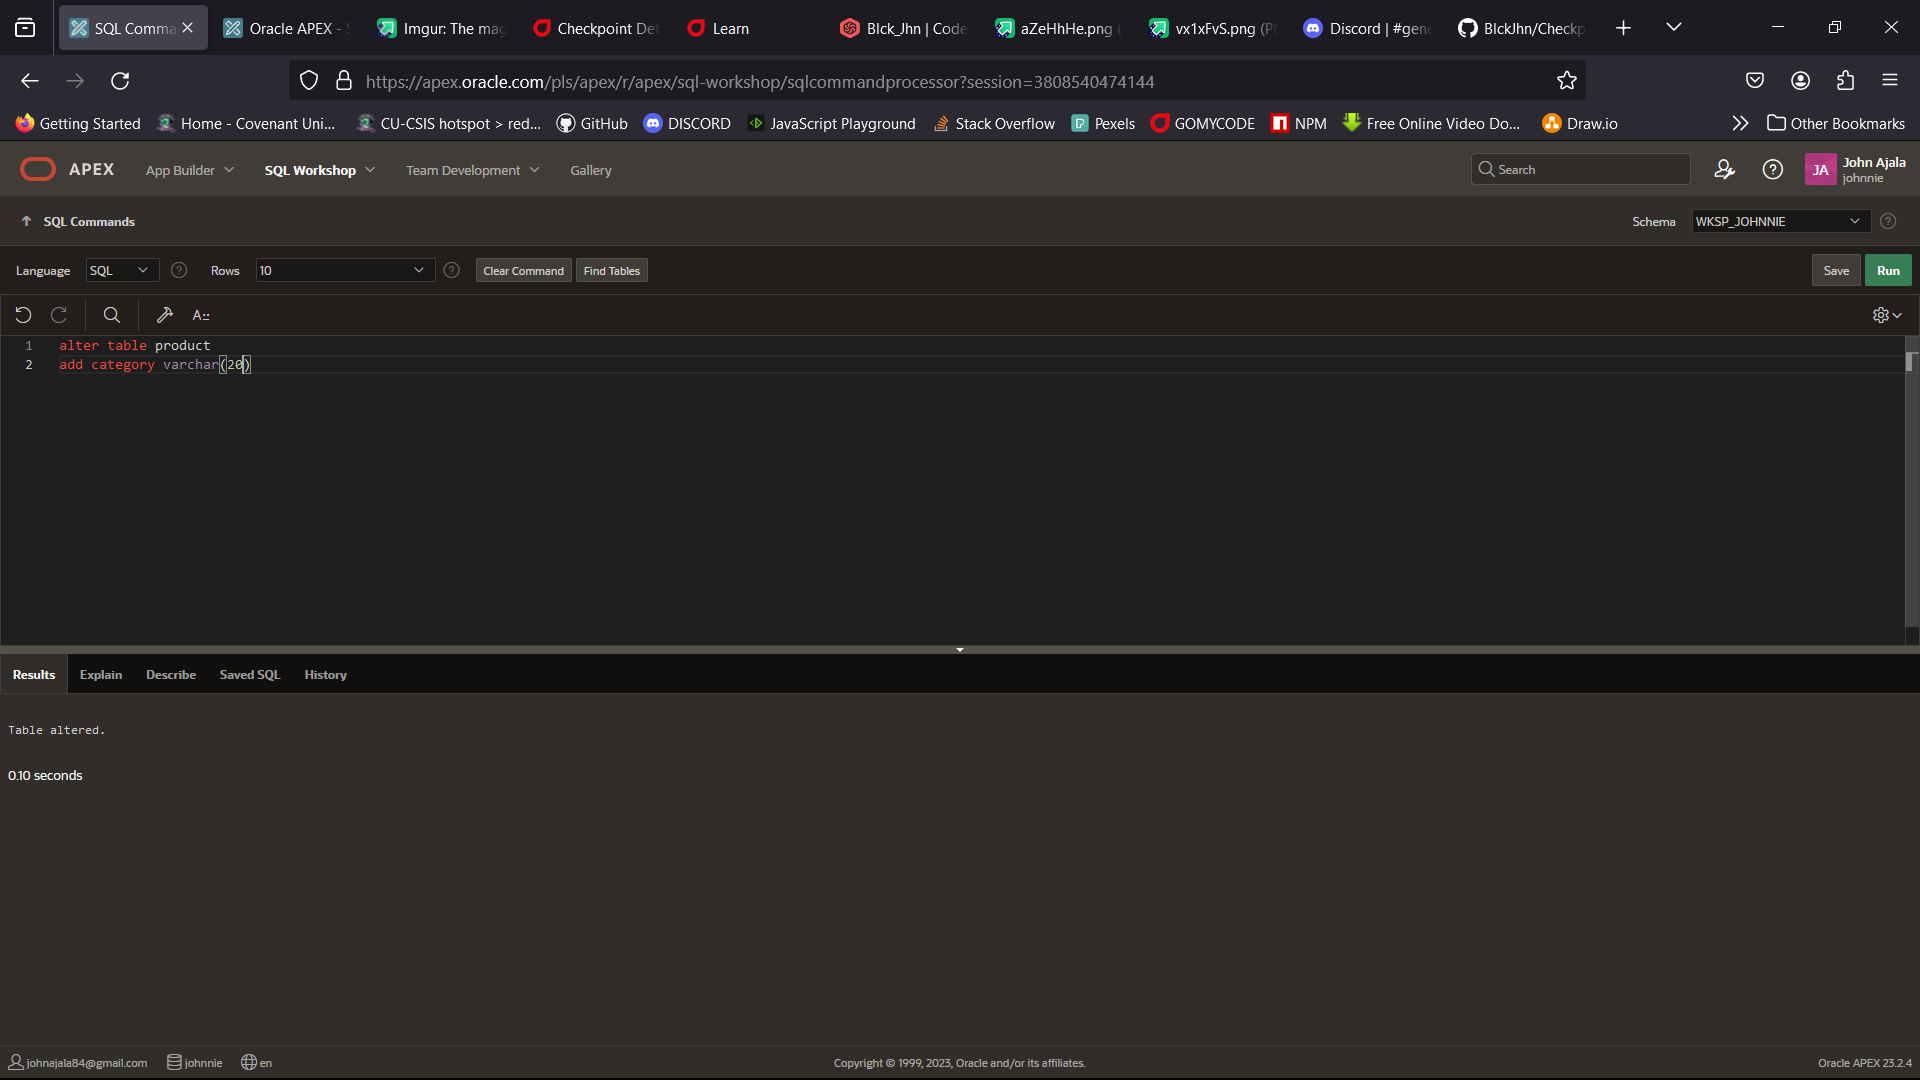 SQL Comma
Oracle APEX - S
Imgur: The mag
Checkpoint Det
Learn
Blck_Jhn | Code
aZeHhHe.png (
vx1xFvS.png (P
Discord | #gene
BlckJhn/Checkp
https://apex.oracle.com/pls/apex/r/apex/sql-workshop/sqlcommandprocessor?session=3808540474144
Getting Started
Home - Covenant Uni...
CU-CSIS hotspot > red...
GitHub
DISCORD
JavaScript Playground
Stack Overflow
Pexels
GOMYCODE
NPM
Free Online Video Do...
Draw.io
Other Bookmarks
APEX
App Builder
SQL Workshop
Team Development
Gallery
Search
JA
John Ajala
johnnie
SQL Commands
Schema
WKSP_JOHNNIE
Language
SQL
Rows
10
Clear Command
Find Tables
Save
Run
A::
1 alter table product
2 add category varchar(20)
Results
Explain
Describe
Saved SQL
History
Table altered.
0.10 seconds
johnajala84@gmail.com
johnnie
en
Copyright © 1999, 2023, Oracle and/or its affiliates.
Oracle APEX 23.2.4